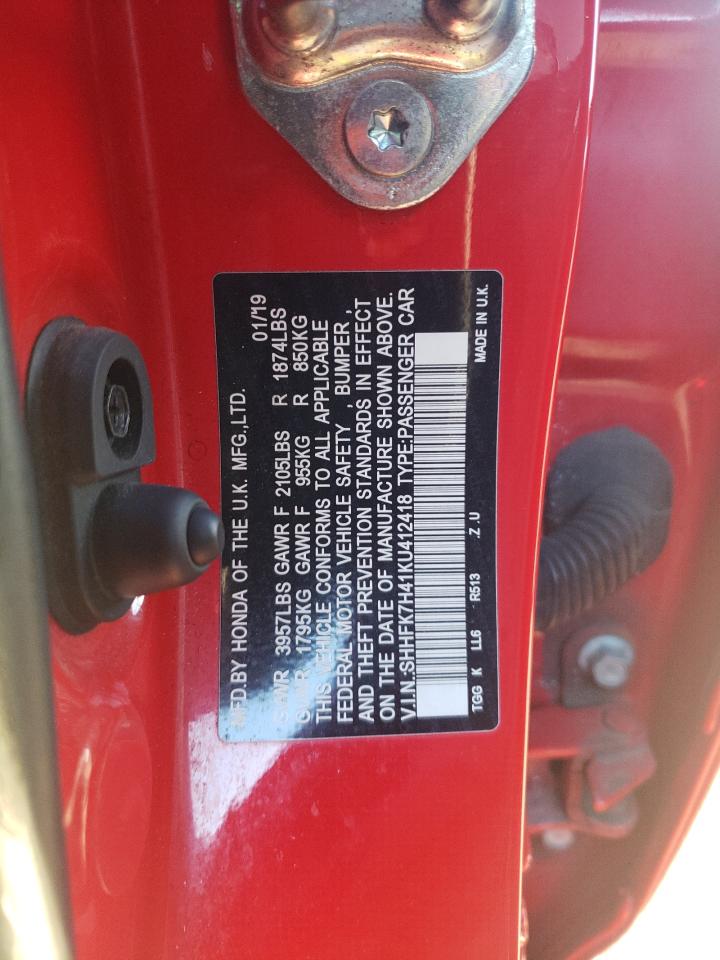 MFD.BY HONDA OF THE U.K. MFG.,LTD. 01/19
GVWR 3957LBS GAWR F 2105LBS R 1874LBS
GVWR 1795KG GAWR F 955KG R 850KG
THIS VEHICLE CONFORMS TO ALL APPLICABLE
FEDERAL MOTOR VEHICLE SAFETY , BUMPER ,
AND THEFT PREVENTION STANDARDS IN EFFECT
ON THE DATE OF MANUFACTURE SHOWN ABOVE.
V.I.N.:SHHFK7H41KU412418 TYPE:PASSENGER CAR
TGG K LL6 R513 .Z.U MADE IN U.K.